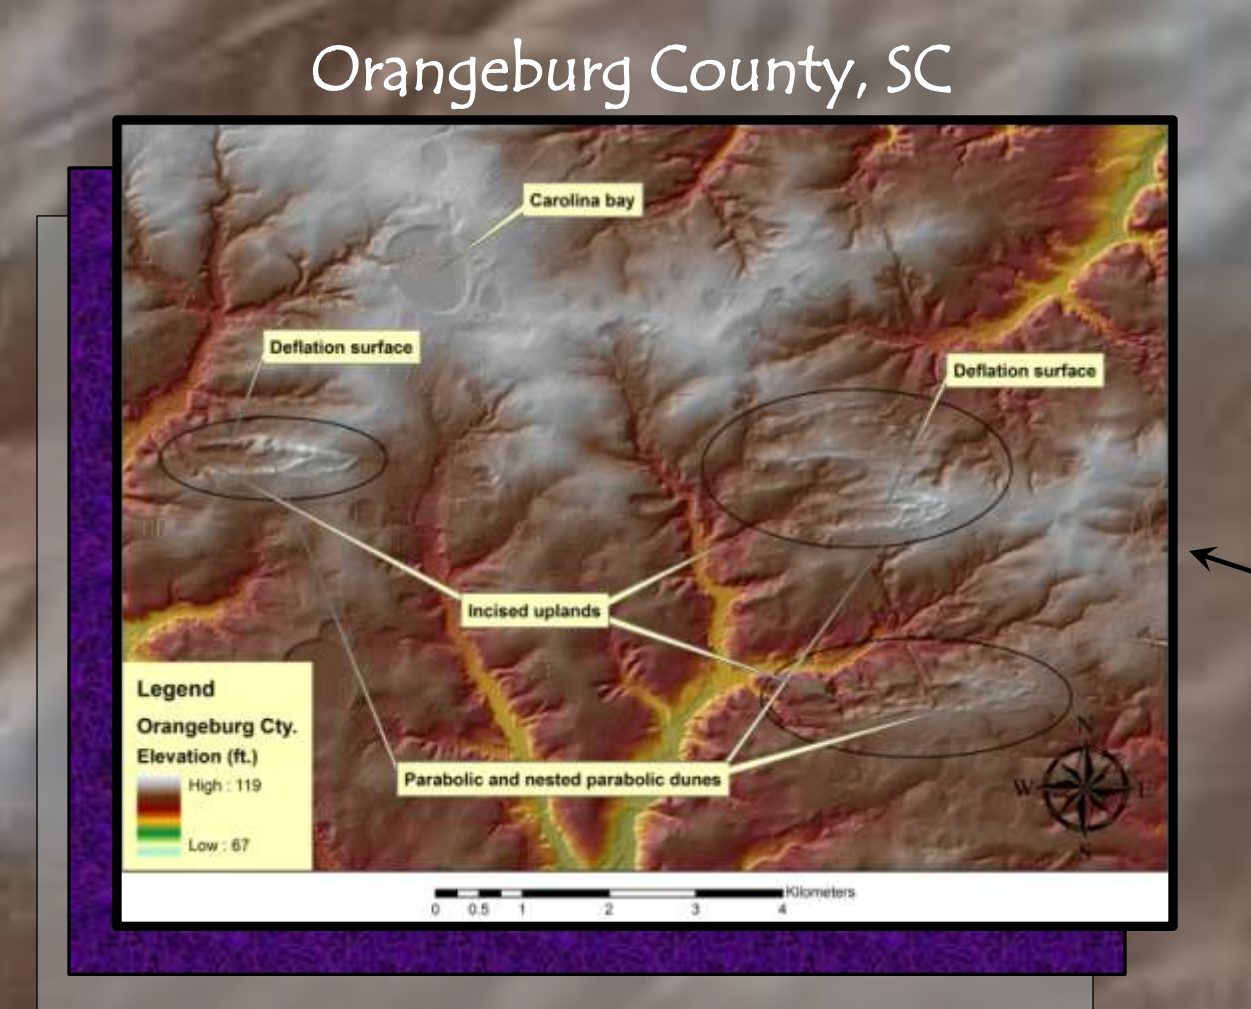 Orangeburg County, SC
Carolina bay
Deflation surface
Deflation surface
Incised uplands
Parabolic and nested parabolic dunes
Legend
Orangeburg Cty.
Elevation (ft.)
High : 119
Low : 67
N
W E
S
Kilometers
0 0.5 1 2 3 4